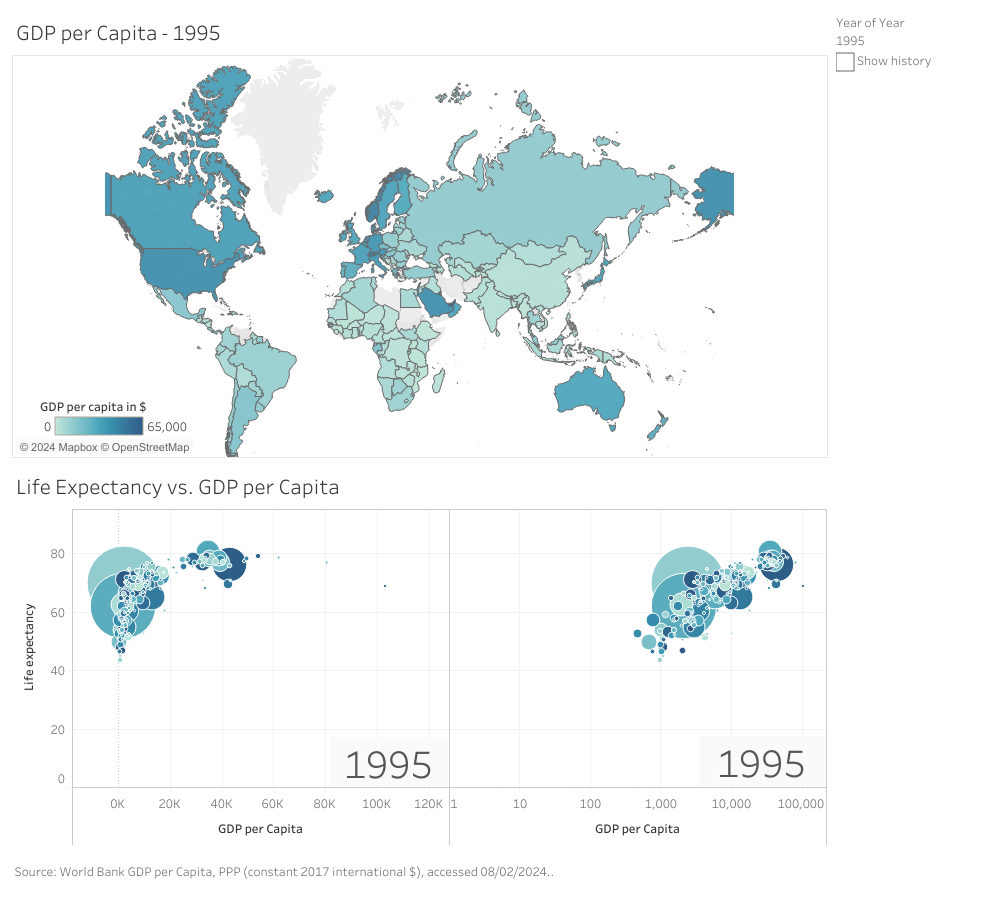 GDP per Capita - 1995
Year of Year
1995
Show history
GDP per capita in $
0 65,000
© 2024 Mapbox © OpenStreetMap
Life Expectancy vs. GDP per Capita
80
60
40
20
0
Life expectancy
1995 1995
0K 20K 40K 60K 80K 100K 120K 1 10 100 1,000 10,000 100,000
GDP per Capita GDP per Capita
Source: World Bank GDP per Capita, PPP (constant 2017 international $), accessed 08/02/2024..